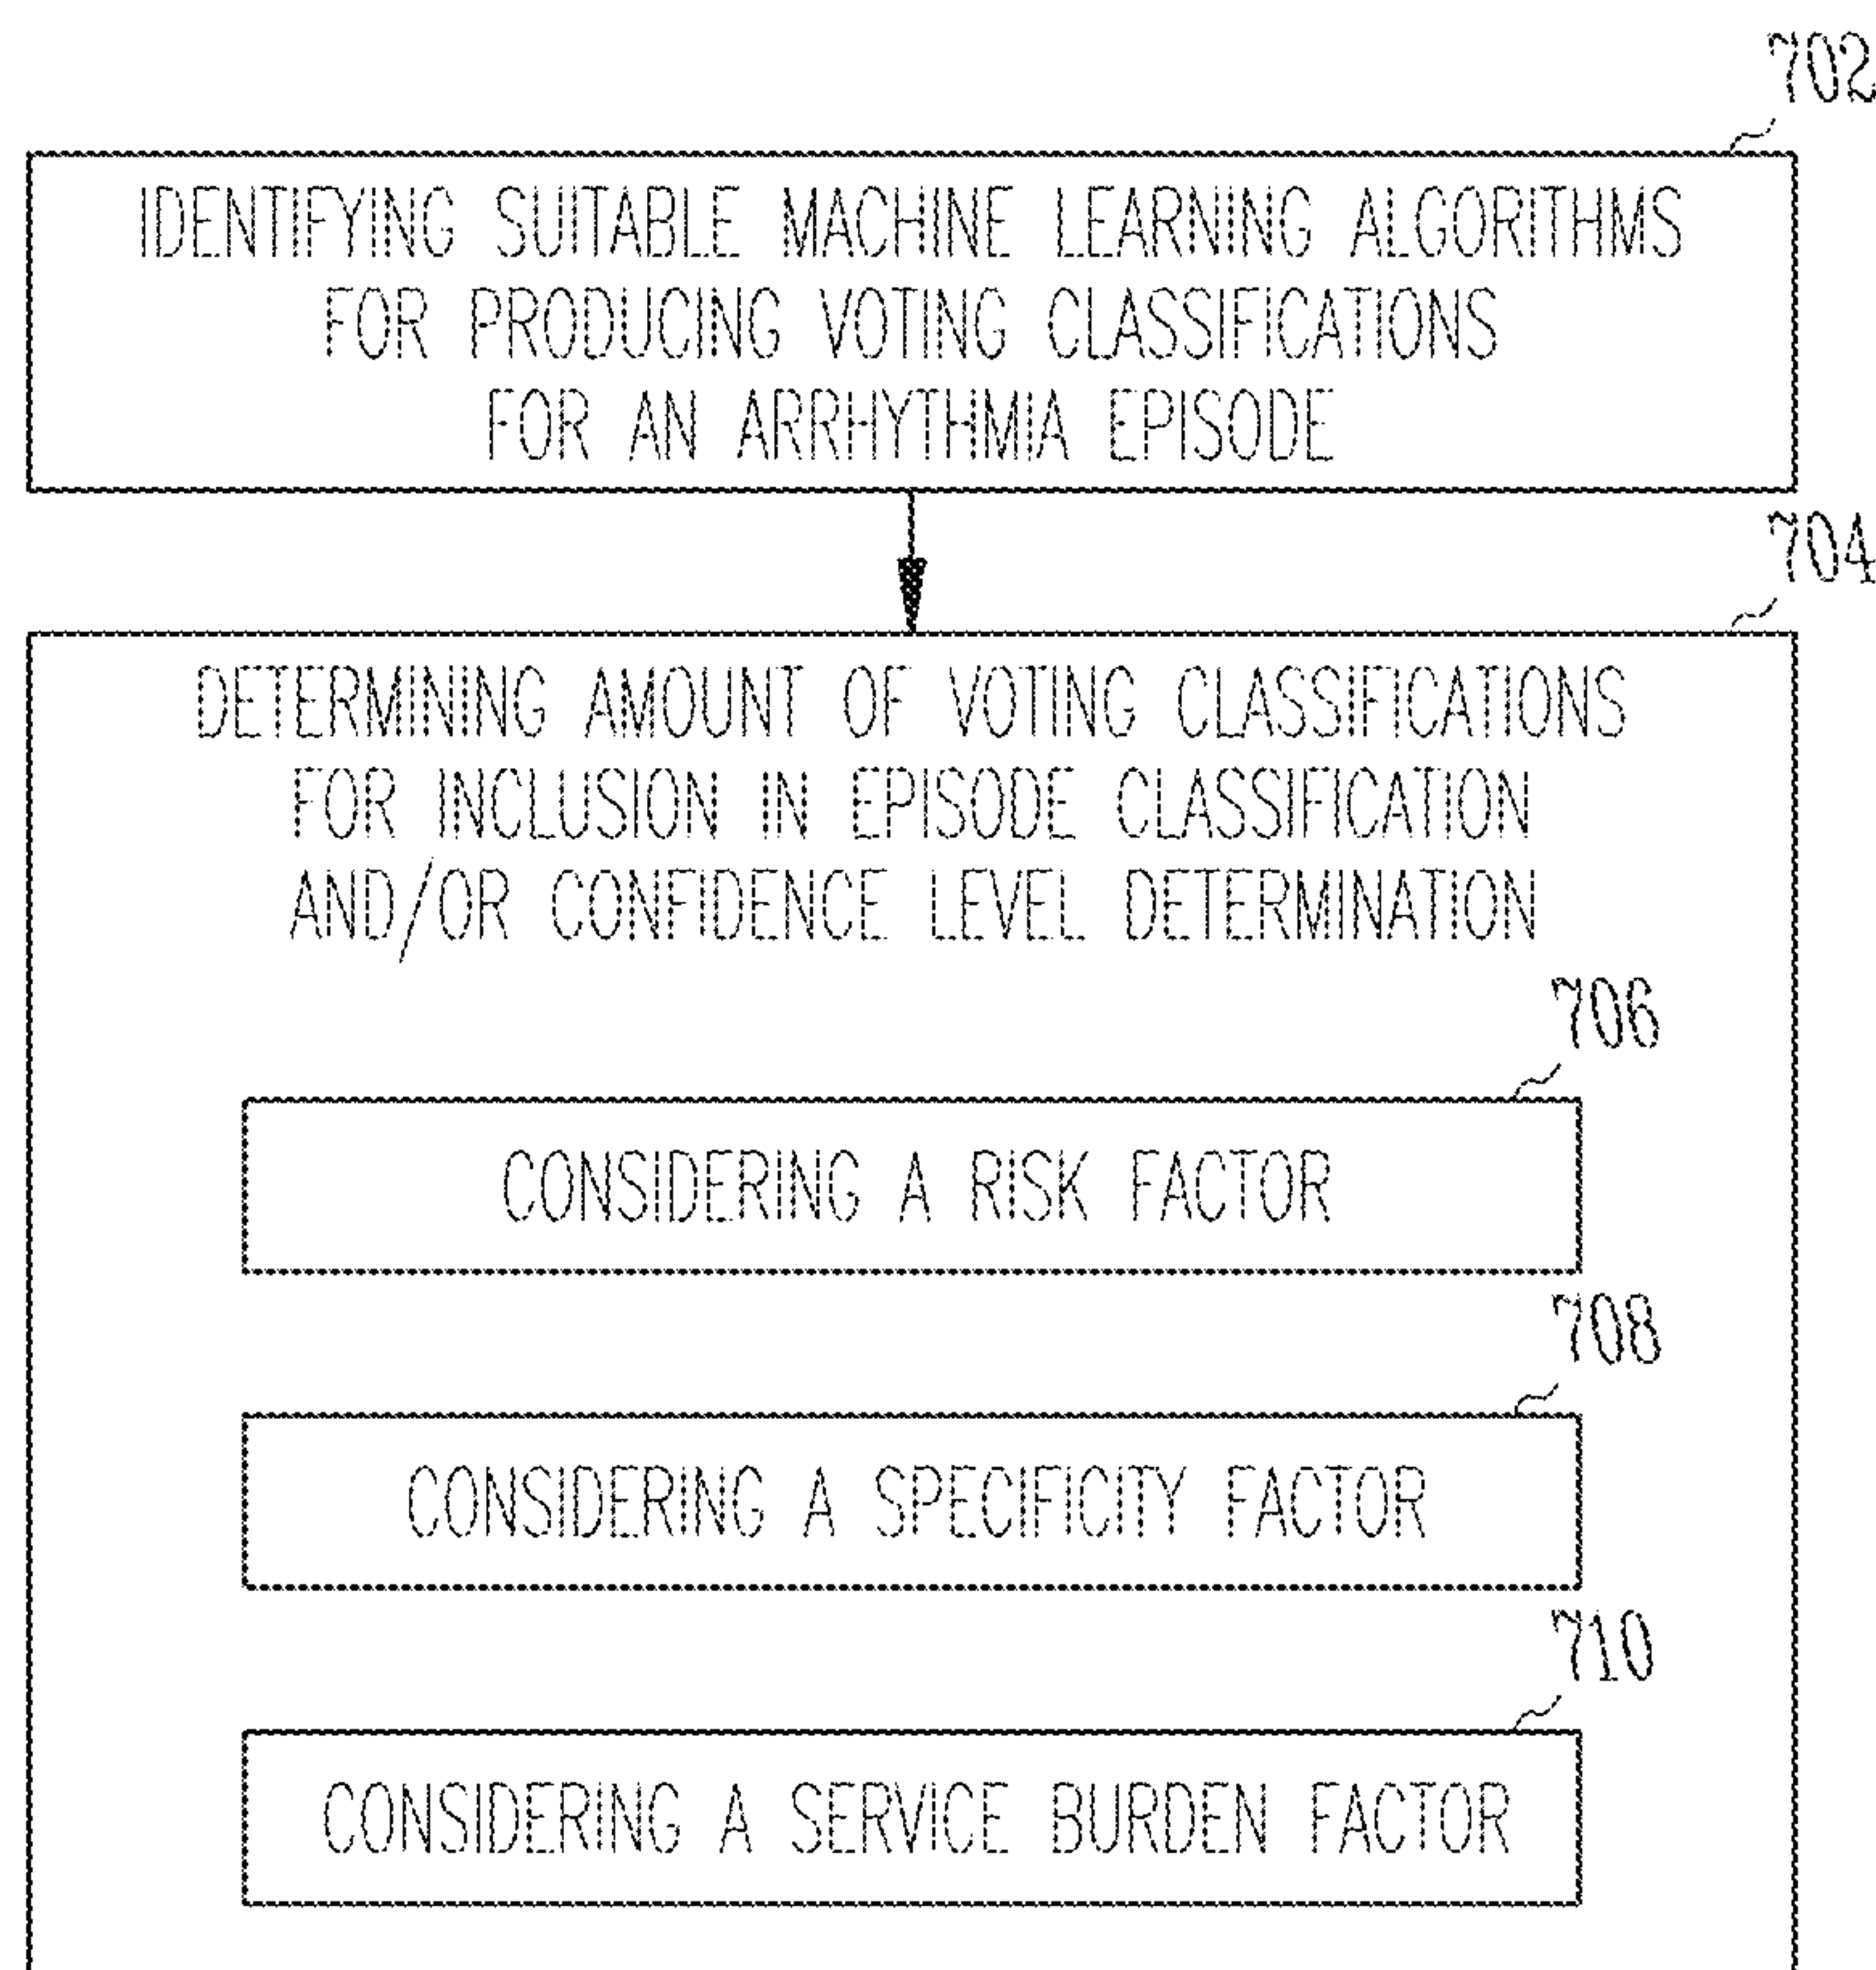 702
IDENTIFYING SUITABLE MACHINE LEARNING ALGORITHMS
FOR PRODUCING VOTING CLASSIFICATIONS
FOR AN ARRHYTHMIA EPISODE
704
DETERMINING AMOUNT OF VOTING CLASSIFICATIONS
FOR INCLUSION IN EPISODE CLASSIFICATION
AND/OR CONFIDENCE LEVEL DETERMINATION
706
CONSIDERING A RISK FACTOR
708
CONSIDERING A SPECIFICITY FACTOR
710
CONSIDERING A SERVICE BURDEN FACTOR